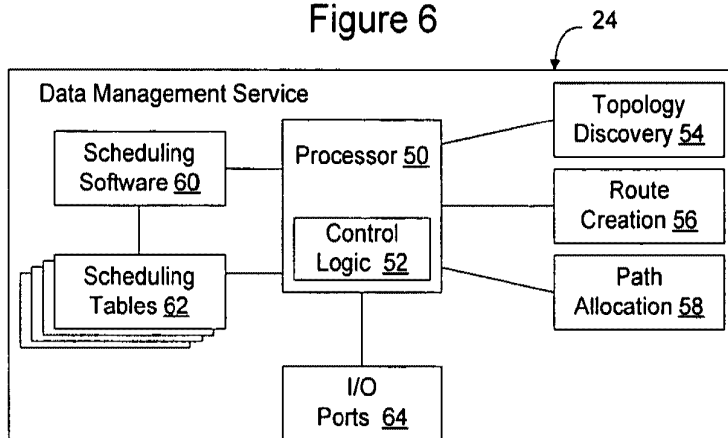 Figure 6
24
Data Management Service
Scheduling
Software 60
Processor 50
Control
Logic 52
Topology
Discovery 54
Route
Creation 56
Scheduling
Tables 62
Path
Allocation 58
I/O
Ports 64